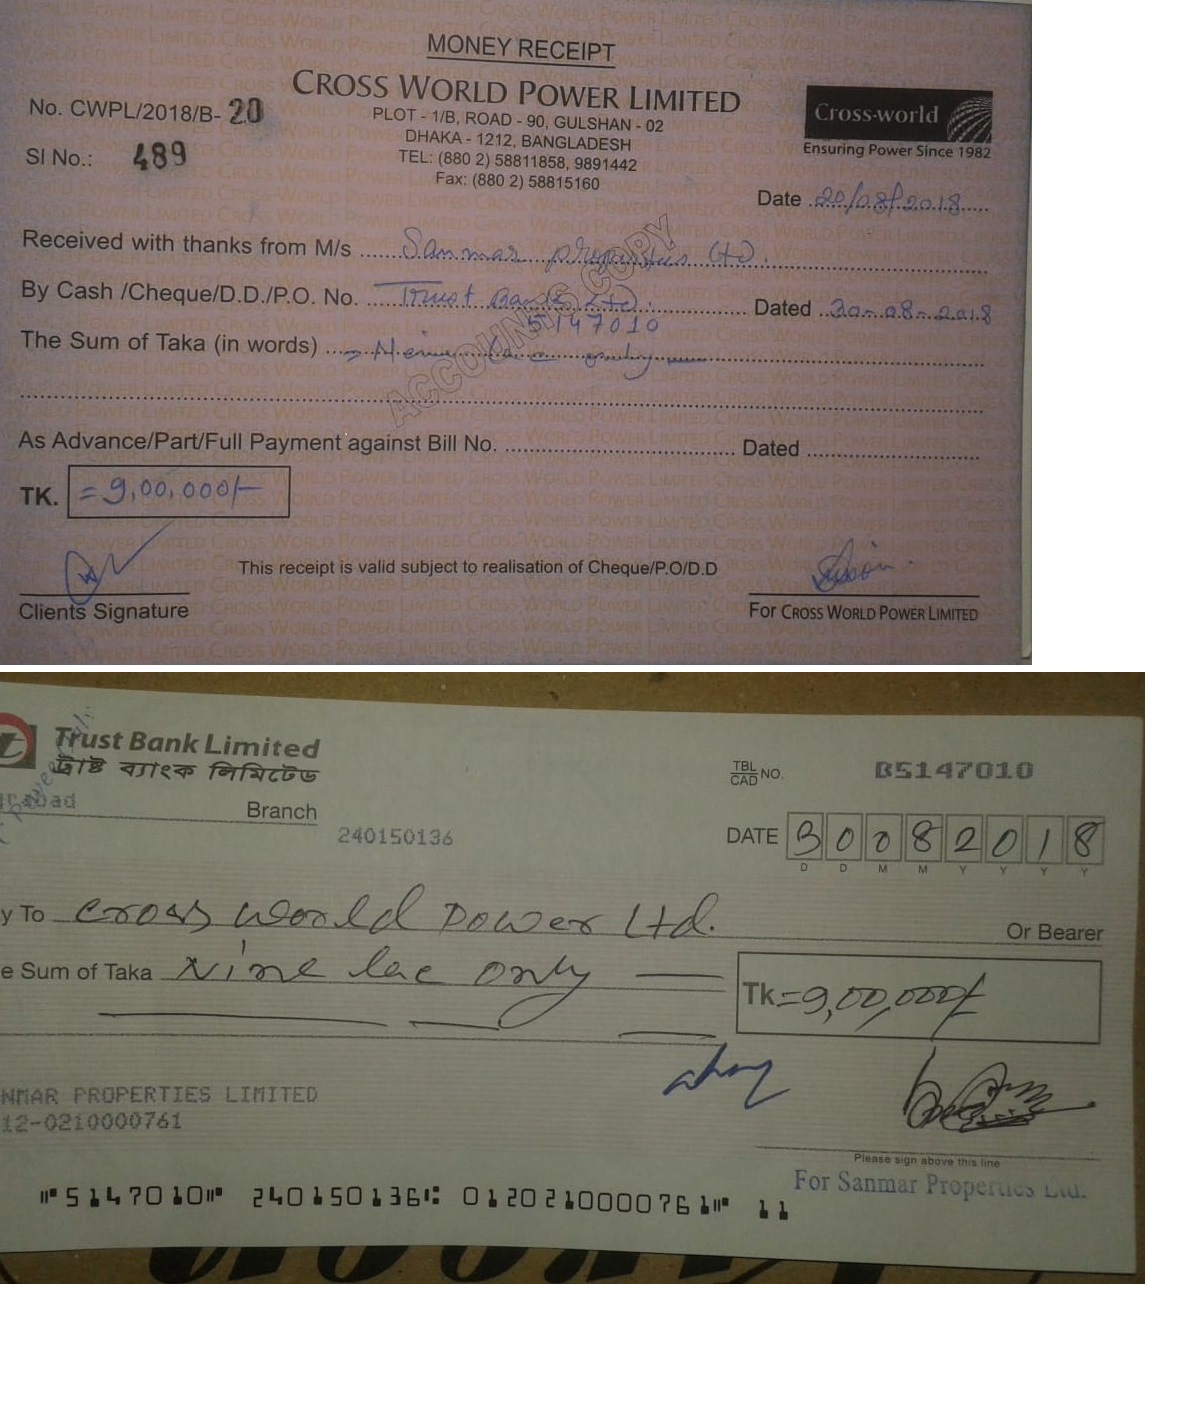 MONEY RECEIPT
CROSS WORLD POWER LIMITED
PLOT - 1/B, ROAD - 90, GULSHAN - 02
DHAKA - 1212, BANGLADESH
TEL: (880 2) 58811858, 9891442
Fax: (880 2) 58815160
No. CWPL/2018/B- 20
SI No.: 489
Cross-world
Ensuring Power Since 1982
Date 20/08/2018
Received with thanks from M/s Sanmar properties Ltd.
By Cash /Cheque/D.D./P.O. No. Trust Bank Ltd. Dated 30-08-2018
5147010
The Sum of Taka (in words) only
ACCOUNTS COPY
As Advance/Part/Full Payment against Bill No. Dated
TK. =9,00,000/-
This receipt is valid subject to realisation of Cheque/P.O/D.D
Clients Signature
For CROSS WORLD POWER LIMITED
Trust Bank Limited
ট্রাষ্ট ব্যাংক লিমিটেড
Branch
240150136
TBL/CAD NO. B5147010
DATE 30082018
D D M M Y Y Y Y
y To Cross World Power Ltd. Or Bearer
e Sum of Taka Nine lac only
Tk=9,00,000/-
NMAR PROPERTIES LIMITED
12-0210000761
Please sign above this line
For Sanmar Properties Ltd.
5147010 240150136 0120210000761 11